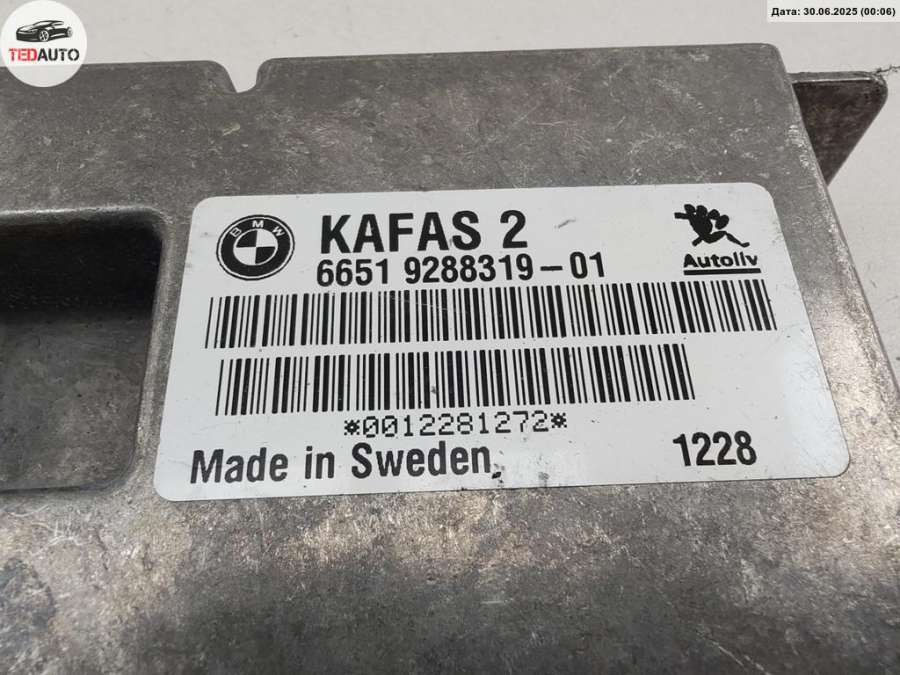 Дата: 30.06.2025 (00:06)
TEDAUTO
BMW
KAFAS 2
6651 9288319-01
Autoliv
*0012281272*
Made in Sweden
1228